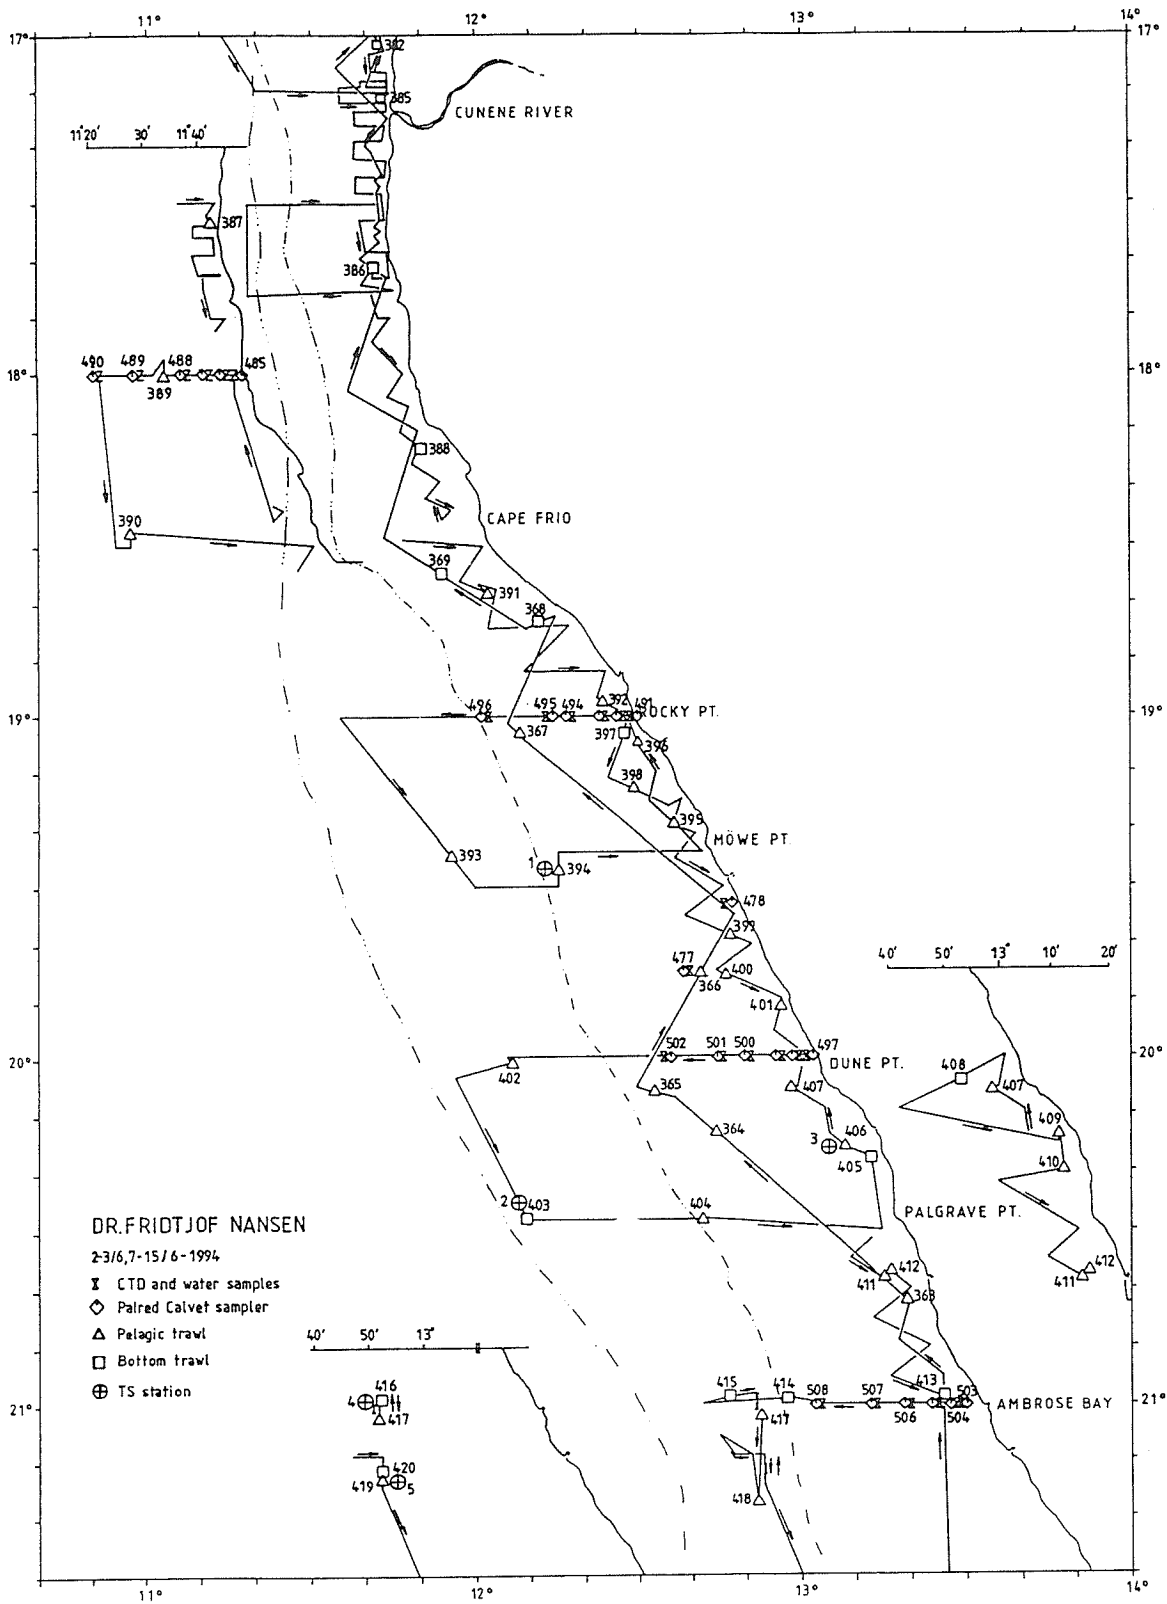 11° 12° 13° 14°
17° 17°
382
385
CUNENE RIVER
11°20' 30' 11°40'
387
386
490 489 488 485
18° 18°
389
388
390
CAPE FRIO
369
391
368
392 491
496 495 494
ROCKY PT.
19° 19°
367 397
396
398
399
MÖWE PT.
393 1 394
478
399
40' 50' 13° 10' 20'
477
366 400
401
502 501 500 497
20° 20°
DUNE PT.
402
365 407
408
407
364
409
3 406
405
410
2 403
404
PALGRAVE PT.
DR. FRIDTJOF NANSEN
2-3/6,7-15/6-1994
CTD and water samples
Paired Calvet sampler
Pelagic trawl
Bottom trawl
TS station
412
411
363
412
411
40' 50' 13°
415 414 508 507 413 503
416
4
417
21° 21°
417
506 504
AMBROSE BAY
420
419 5
418
11° 12° 13° 14°